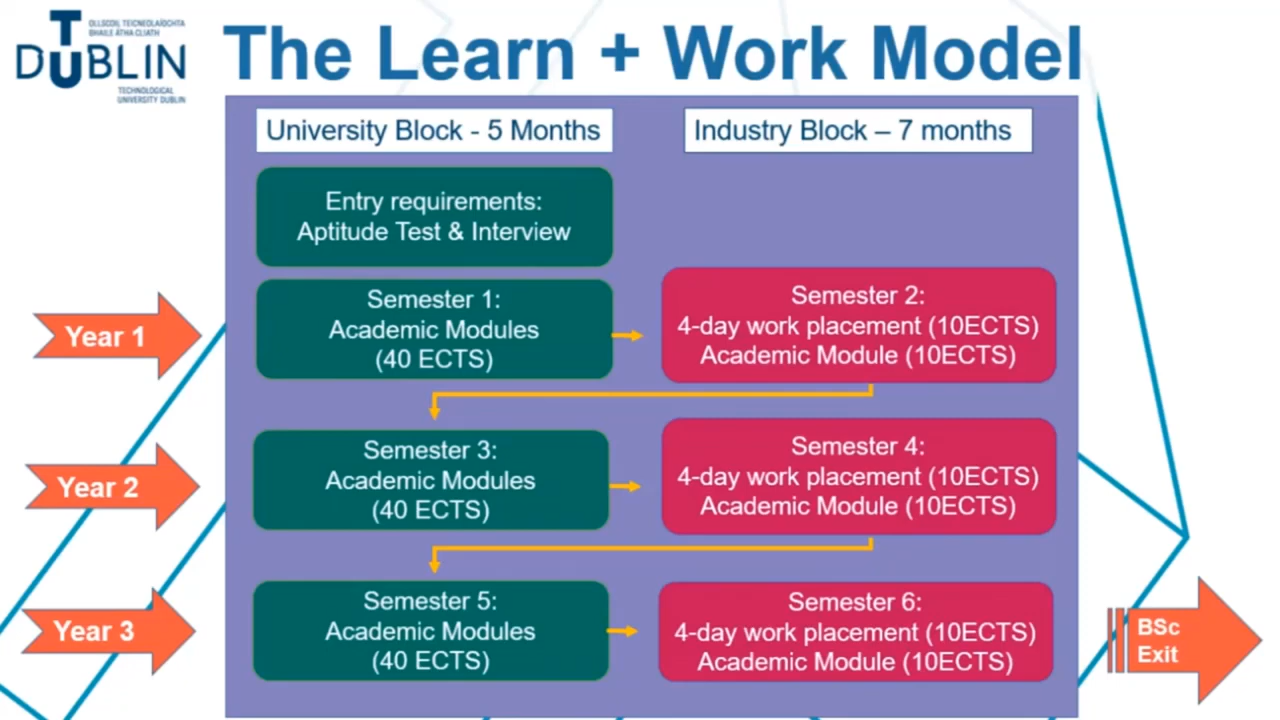 OLLSCOIL TEICNEOLAÍOCHTA
BHAILE ÁTHA CLIATH
TU DUBLIN
TECHNOLOGICAL
UNIVERSITY DUBLIN
The Learn + Work Model
University Block - 5 Months
Industry Block – 7 months
Entry requirements:
Aptitude Test & Interview
Year 1
Semester 1:
Academic Modules
(40 ECTS)
Semester 2:
4-day work placement (10ECTS)
Academic Module (10ECTS)
Year 2
Semester 3:
Academic Modules
(40 ECTS)
Semester 4:
4-day work placement (10ECTS)
Academic Module (10ECTS)
Year 3
Semester 5:
Academic Modules
(40 ECTS)
Semester 6:
4-day work placement (10ECTS)
Academic Module (10ECTS)
BSc
Exit